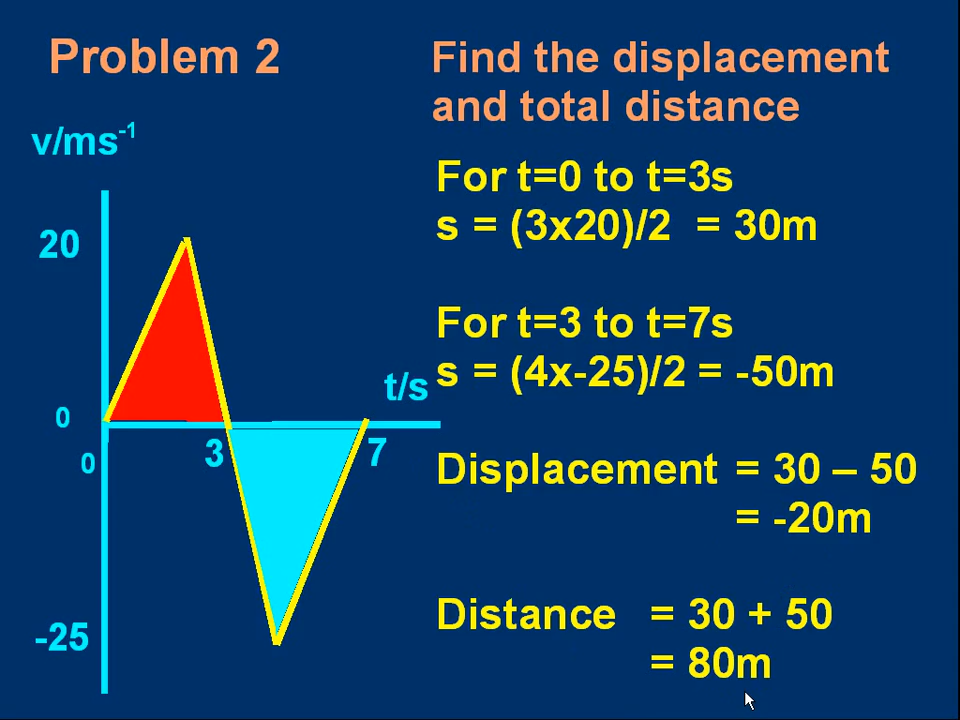 Problem 2
Find the displacement
and total distance
v/ms⁻¹
20
0
0
3
7
t/s
-25
For t=0 to t=3s
s = (3x20)/2 = 30m
For t=3 to t=7s
s = (4x-25)/2 = -50m
Displacement = 30 – 50
= -20m
Distance = 30 + 50
= 80m